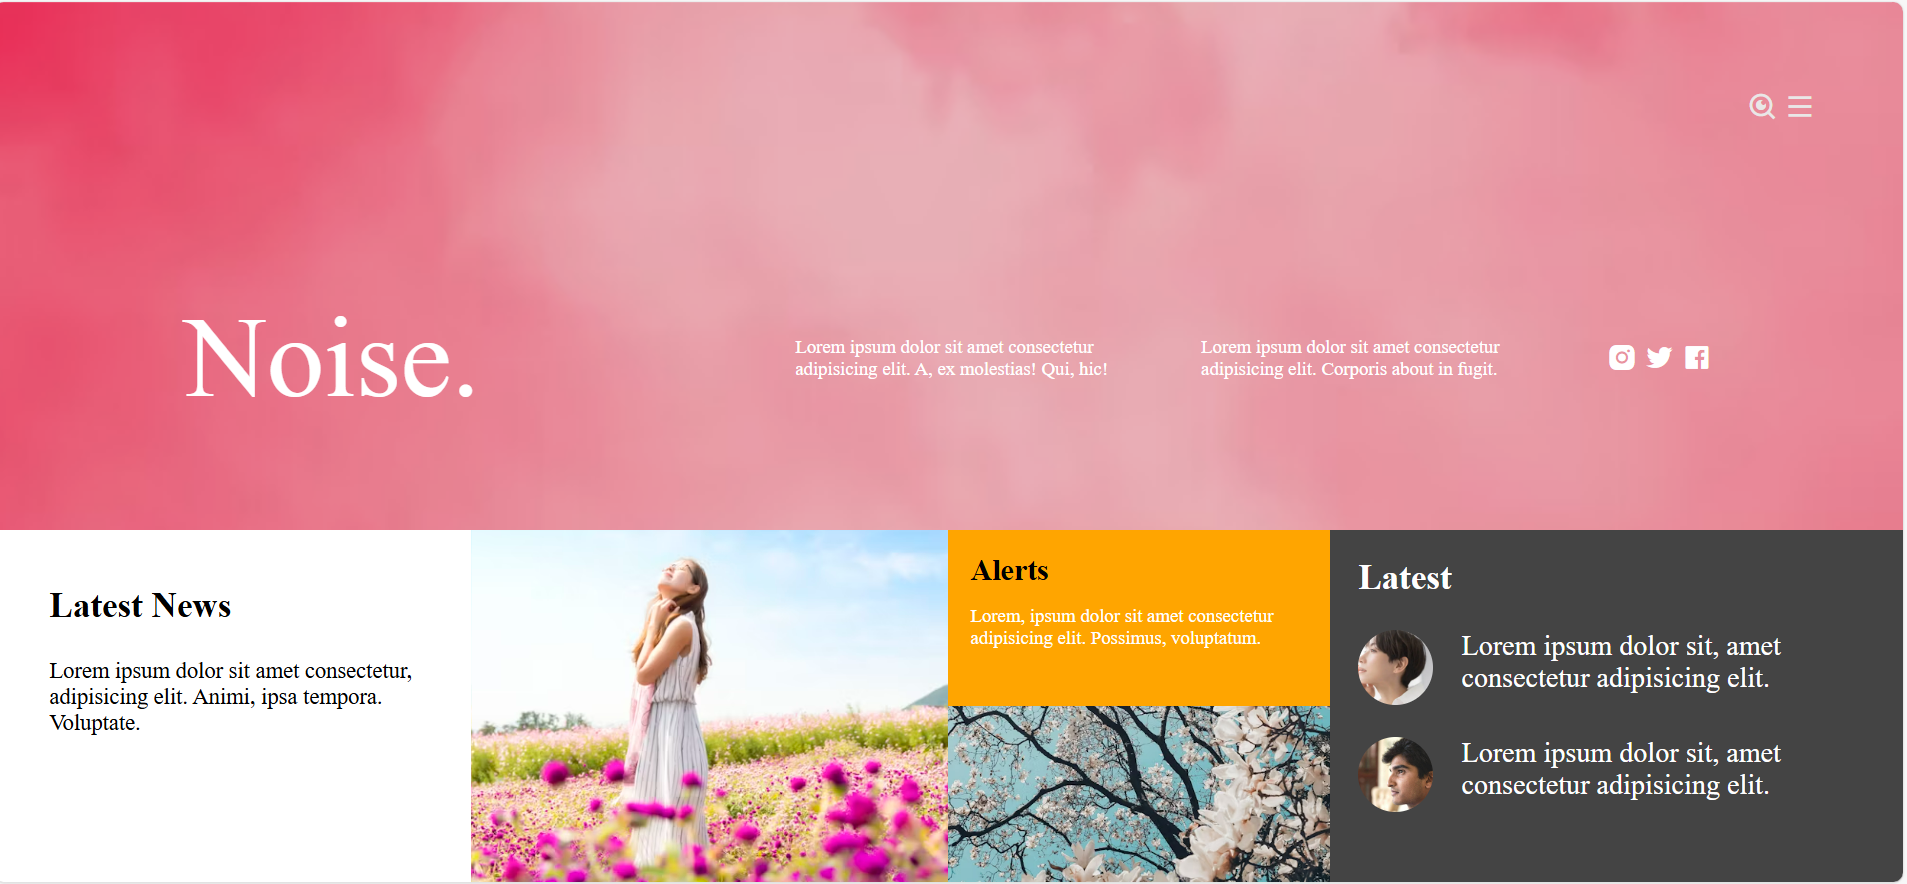 Noise.
Lorem ipsum dolor sit amet consectetur
adipisicing elit. A, ex molestias! Qui, hic!
Lorem ipsum dolor sit amet consectetur
adipisicing elit. Corporis about in fugit.
Latest News
Lorem ipsum dolor sit amet consectetur,
adipisicing elit. Animi, ipsa tempora.
Voluptate.
Alerts
Lorem, ipsum dolor sit amet consectetur
adipisicing elit. Possimus, voluptatum.
Latest
Lorem ipsum dolor sit, amet
consectetur adipisicing elit.
Lorem ipsum dolor sit, amet
consectetur adipisicing elit.